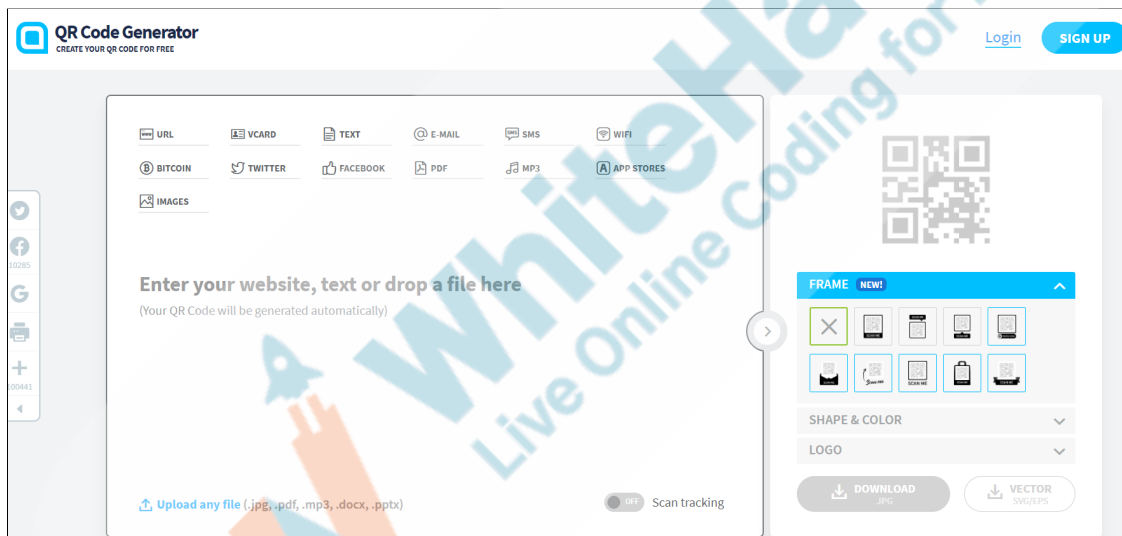 QR Code Generator
CREATE YOUR QR CODE FOR FREE
Login
SIGN UP
URL
VCARD
TEXT
E-MAIL
SMS
WIFI
BITCOIN
TWITTER
FACEBOOK
PDF
MP3
APP STORES
IMAGES
10285
100441
Enter your website, text or drop a file here
(Your QR Code will be generated automatically)
Upload any file (.jpg, .pdf, .mp3, .docx, .pptx)
OFF
Scan tracking
FRAME NEW!
SCAN ME
SHAPE & COLOR
LOGO
DOWNLOAD
.JPG
VECTOR
SVG/EPS
WhiteHa
Live Online Coding for